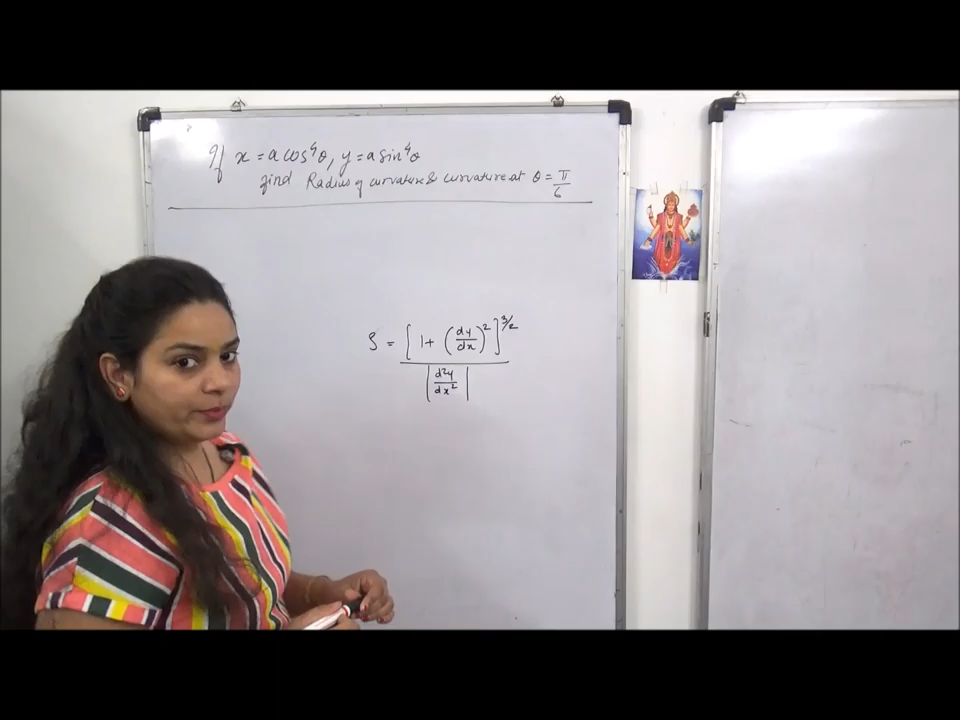 If x = a cos⁴θ, y = a sin⁴θ
find Radius of curvature & curvature at θ = π/6
ρ = [1 + (dy/dx)²]^3/2 / |d²y/dx²|